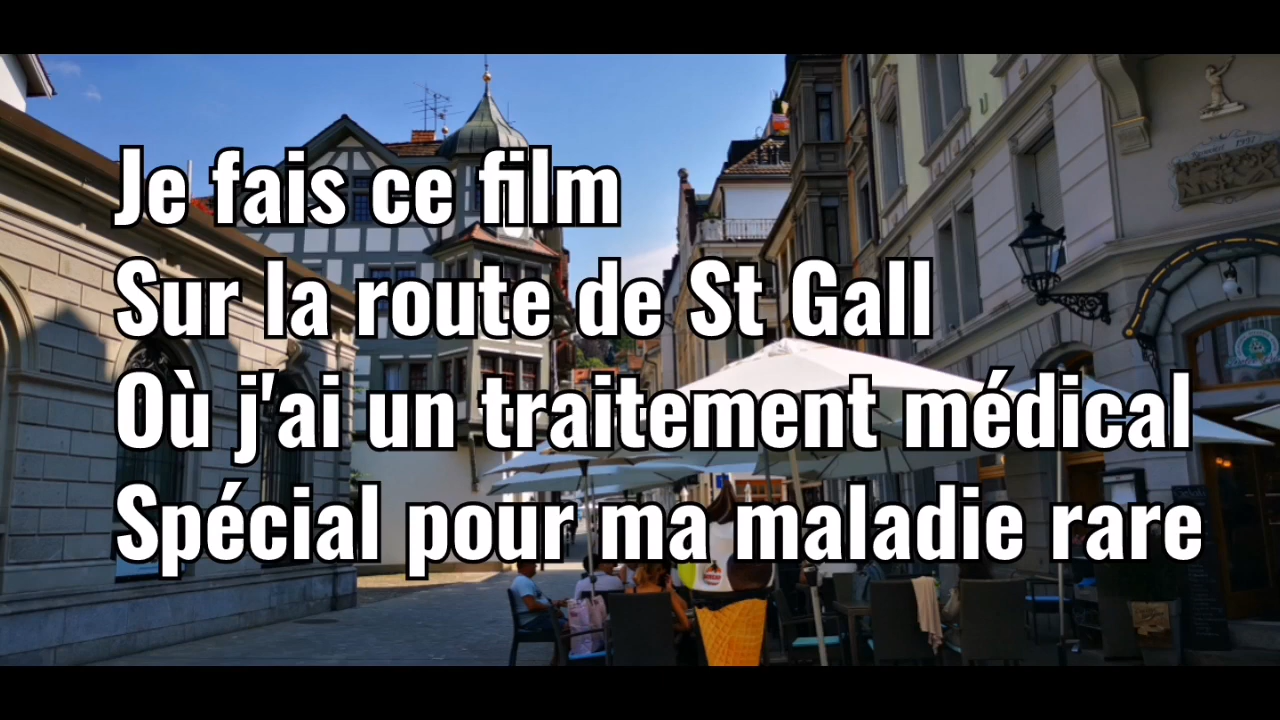 Je fais ce film
Sur la route de St Gall
Où j'ai un traitement médical
Spécial pour ma maladie rare